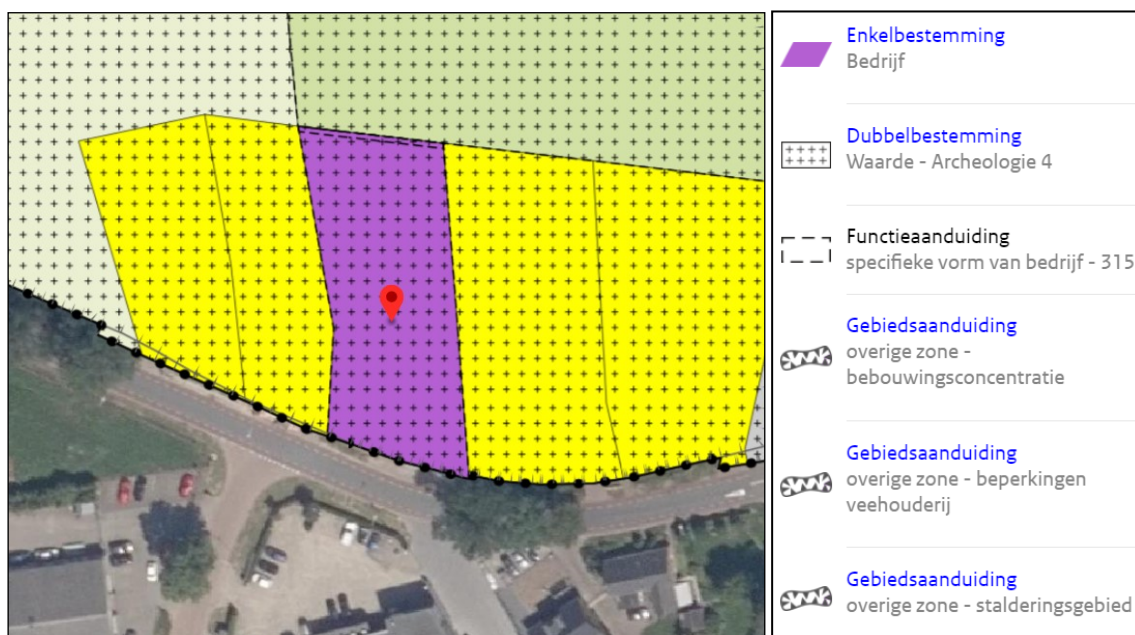 Enkelbestemming
Bedrijf
Dubbelbestemming
Waarde - Archeologie 4
Functieaanduiding
specifieke vorm van bedrijf - 315
Gebiedsaanduiding
overige zone -
bebouwingsconcentratie
Gebiedsaanduiding
overige zone - beperkingen
veehouderij
Gebiedsaanduiding
overige zone - stalderingsgebied